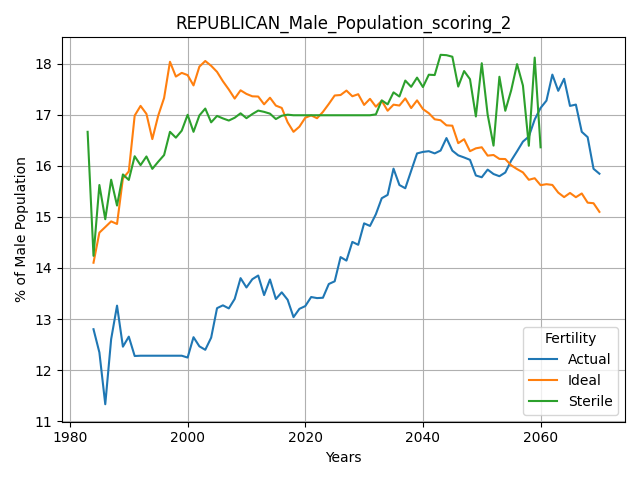 REPUBLICAN_Male_Population_scoring_2
% of Male Population
18
17
16
15
14
13
12
11
1980
2000
2020
2040
2060
Years
Fertility
Actual
Ideal
Sterile